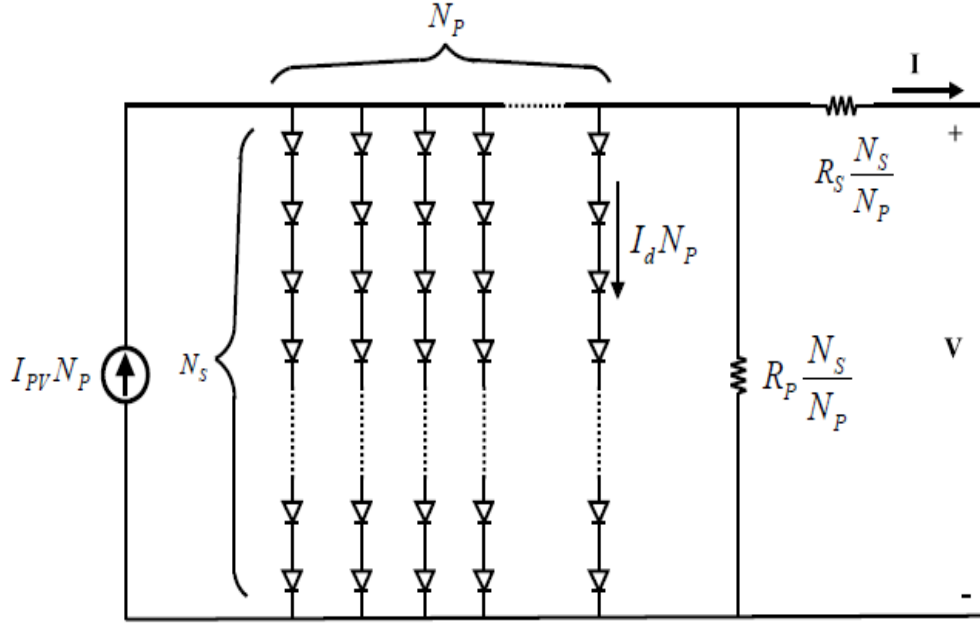 N_P
I
+
R_S N_S/N_P
I_d N_P
N_S
V
I_PV N_P
R_P N_S/N_P
-